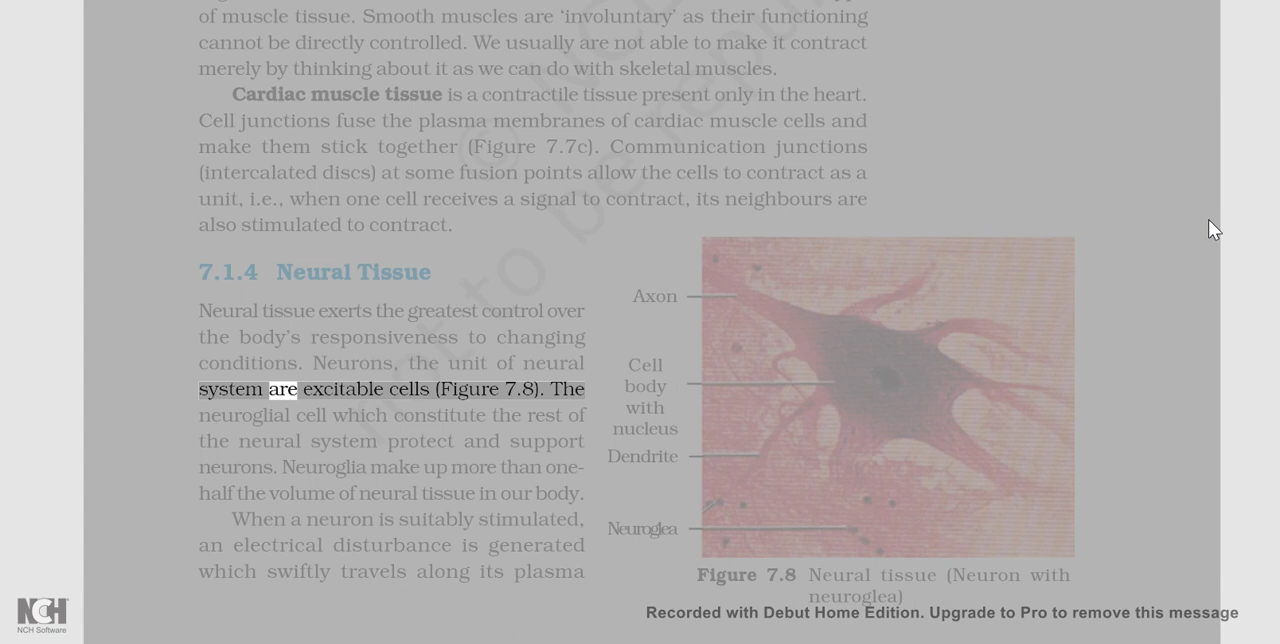 of muscle tissue. Smooth muscles are ‘involuntary’ as their functioning
cannot be directly controlled. We usually are not able to make it contract
merely by thinking about it as we can do with skeletal muscles.
Cardiac muscle tissue is a contractile tissue present only in the heart.
Cell junctions fuse the plasma membranes of cardiac muscle cells and
make them stick together (Figure 7.7c). Communication junctions
(intercalated discs) at some fusion points allow the cells to contract as a
unit, i.e., when one cell receives a signal to contract, its neighbours are
also stimulated to contract.
7.1.4 Neural Tissue
Neural tissue exerts the greatest control over
the body’s responsiveness to changing
conditions. Neurons, the unit of neural
system are excitable cells (Figure 7.8). The
neuroglial cell which constitute the rest of
the neural system protect and support
neurons. Neuroglia make up more than one-
half the volume of neural tissue in our body.
When a neuron is suitably stimulated,
an electrical disturbance is generated
which swiftly travels along its plasma
Axon
Cell
body
with
nucleus
Dendrite
Neuroglea
Figure 7.8 Neural tissue (Neuron with
neuroglea)
not to be
NCH
NCH Software
Recorded with Debut Home Edition. Upgrade to Pro to remove this message